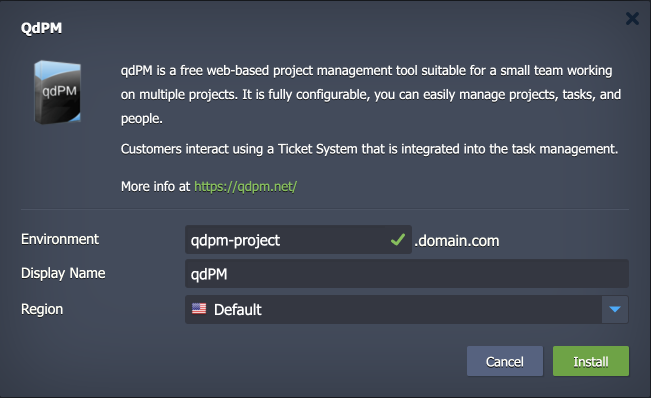 QdPM
qdPM
qdPM is a free web-based project management tool suitable for a small team working
on multiple projects. It is fully configurable, you can easily manage projects, tasks, and
people.
Customers interact using a Ticket System that is integrated into the task management.
More info at https://qdpm.net/
Environment qdpm-project .domain.com
Display Name qdPM
Region Default
Cancel Install